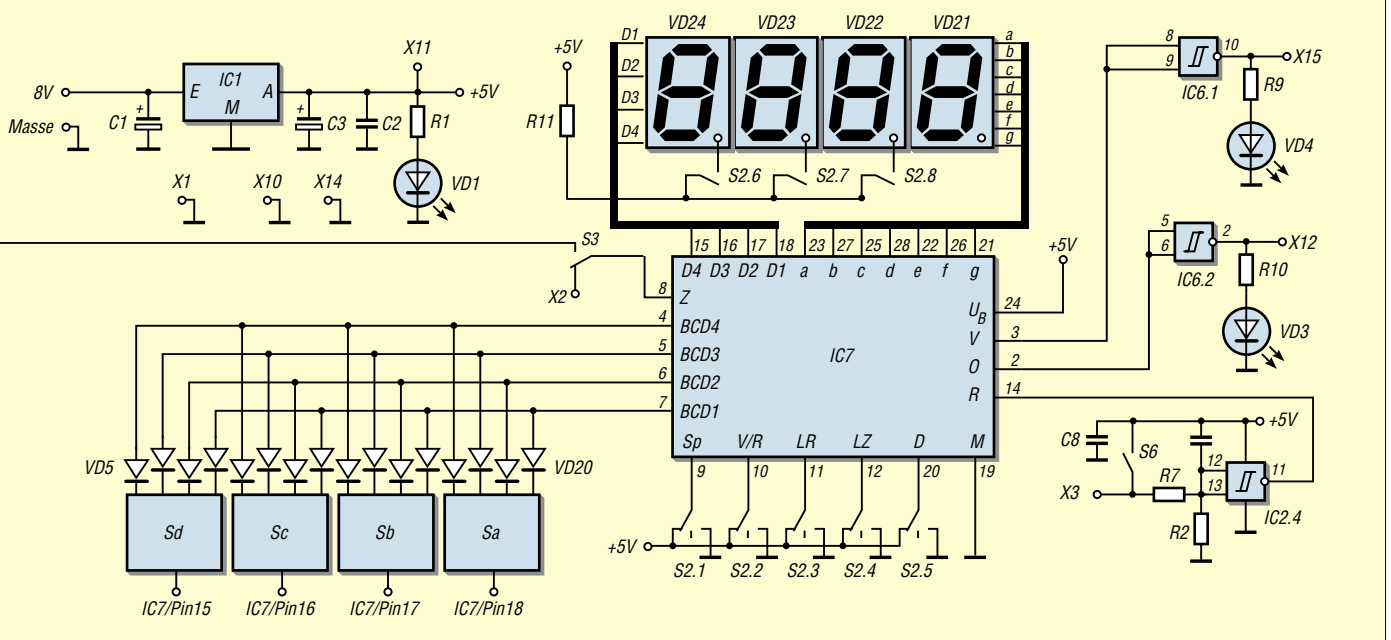 VD24 VD23 VD22 VD21
D1 a
D2 b
D3 c
D4 d
e
f
g
+5V
R11
S2.6 S2.7 S2.8
X11
8V
E IC1 A
M
+5V
Masse
+ C1
+ C3
C2
R1
VD1
X1 X10 X14
8
9
10
X15
IC6.1
R9
VD4
5
6
2
X12
IC6.2
R10
VD3
S3
X2
15 16 17 18 23 27 25 28 22 26 21
D4 D3 D2 D1 a b c d e f g
+5V
8 Z
4 BCD4
5 BCD3
6 BCD2
7 BCD1
IC7
UB 24
V 3
O 2
R 14
Sp V/R LR LZ D M
9 10 11 12 20 19
+5V
S2.1 S2.2 S2.3 S2.4 S2.5
VD5 VD20
Sd Sc Sb Sa
IC7/Pin15 IC7/Pin16 IC7/Pin17 IC7/Pin18
+5V
C8
S6
12
13
11
X3
R7
R2
IC2.4